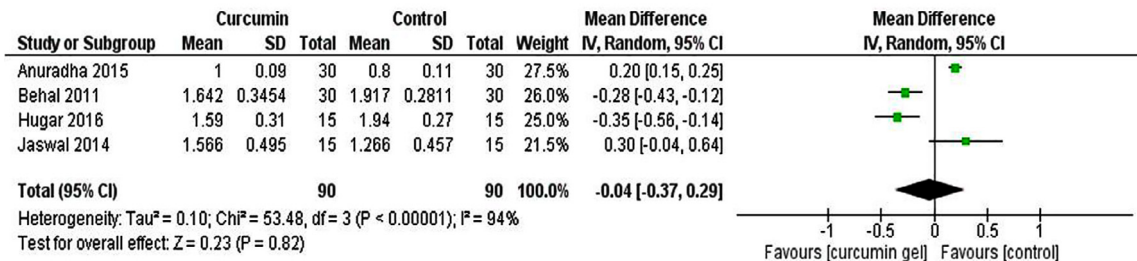 Curcumin Control Mean Difference Mean Difference
Study or Subgroup Mean SD Total Mean SD Total Weight IV, Random, 95% CI IV, Random, 95% CI
Anuradha 2015 1 0.09 30 0.8 0.11 30 27.5% 0.20 [0.15, 0.25]
Behal 2011 1.642 0.3454 30 1.917 0.2811 30 26.0% -0.28 [-0.43, -0.12]
Hugar 2016 1.59 0.31 15 1.94 0.27 15 25.0% -0.35 [-0.56, -0.14]
Jaswal 2014 1.566 0.495 15 1.266 0.457 15 21.5% 0.30 [-0.04, 0.64]
Total (95% CI) 90 90 100.0% -0.04 [-0.37, 0.29]
Heterogeneity: Tau² = 0.10; Chi² = 53.48, df = 3 (P < 0.00001); I² = 94%
Test for overall effect: Z = 0.23 (P = 0.82)
-1 -0.5 0 0.5 1
Favours [curcumin gel] Favours [control]